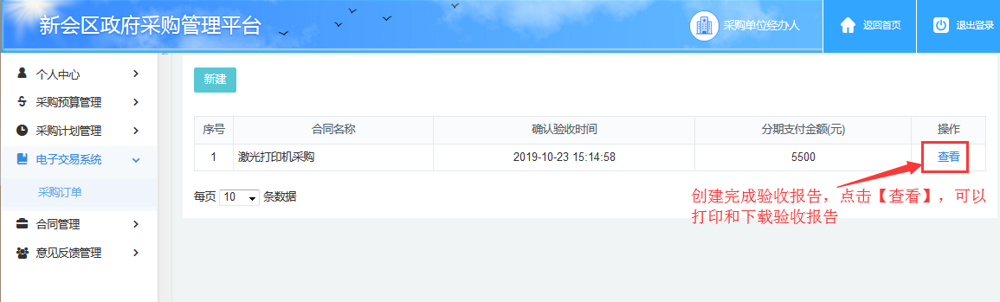 新会区政府采购管理平台
采购单位经办人
返回首页
退出登录
个人中心
采购预算管理
采购计划管理
电子交易系统
采购订单
合同管理
意见反馈管理
新建
序号 合同名称 确认验收时间 分期支付金额(元) 操作
1 激光打印机采购 2019-10-23 15:14:58 5500 查看
每页 10 条数据
创建完成验收报告，点击【查看】，可以
打印和下载验收报告